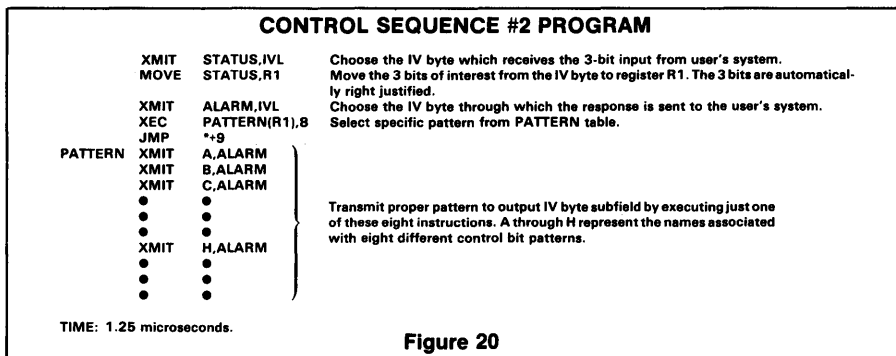 CONTROL SEQUENCE #2 PROGRAM
XMIT STATUS,IVL Choose the IV byte which receives the 3-bit input from user's system.
MOVE STATUS,R1 Move the 3 bits of interest from the IV byte to register R1. The 3 bits are automatical-
ly right justified.
XMIT ALARM,IVL Choose the IV byte through which the response is sent to the user's system.
XEC PATTERN(R1),8 Select specific pattern from PATTERN table.
JMP *+9
PATTERN XMIT A,ALARM
XMIT B,ALARM
XMIT C,ALARM
● ●
● ● Transmit proper pattern to output IV byte subfield by executing just one
● ● of these eight instructions. A through H represent the names associated
XMIT H,ALARM with eight different control bit patterns.
● ●
● ●
● ●
TIME: 1.25 microseconds.
Figure 20